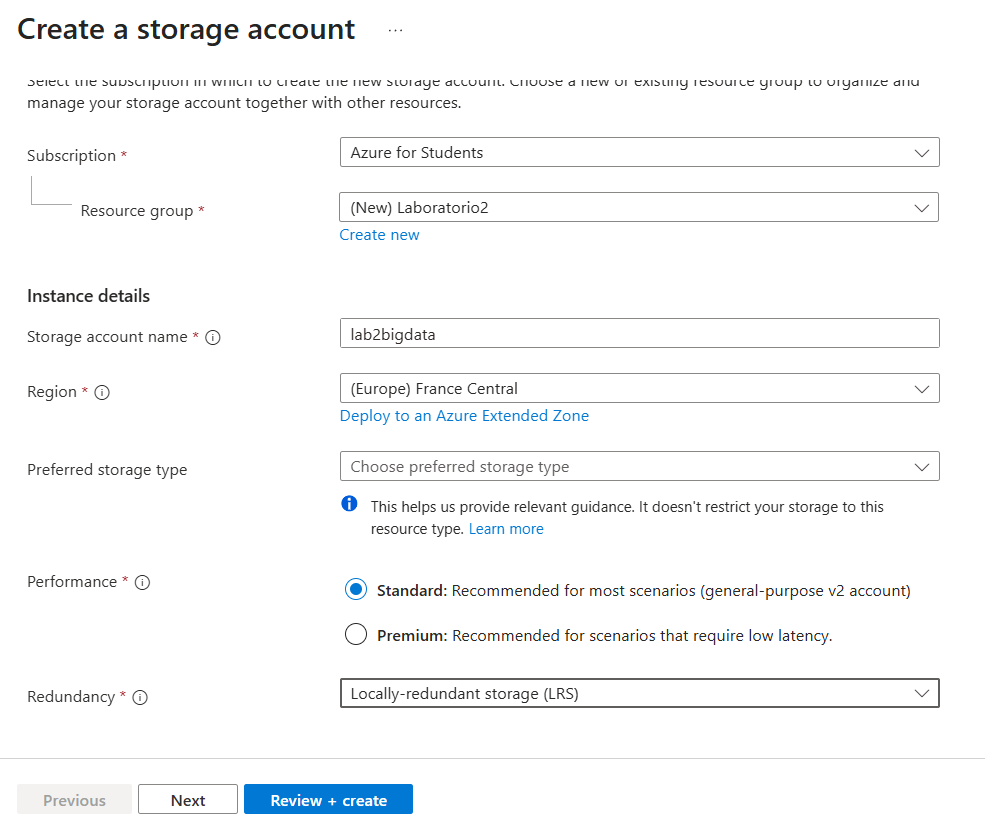 Create a storage account ...
Select the subscription in which to create the new storage account. Choose a new or existing resource group to organize and
manage your storage account together with other resources.
Subscription *
Azure for Students
Resource group *
(New) Laboratorio2
Create new
Instance details
Storage account name *
lab2bigdata
Region *
(Europe) France Central
Deploy to an Azure Extended Zone
Preferred storage type
Choose preferred storage type
This helps us provide relevant guidance. It doesn't restrict your storage to this
resource type. Learn more
Performance *
Standard: Recommended for most scenarios (general-purpose v2 account)
Premium: Recommended for scenarios that require low latency.
Redundancy *
Locally-redundant storage (LRS)
Previous
Next
Review + create